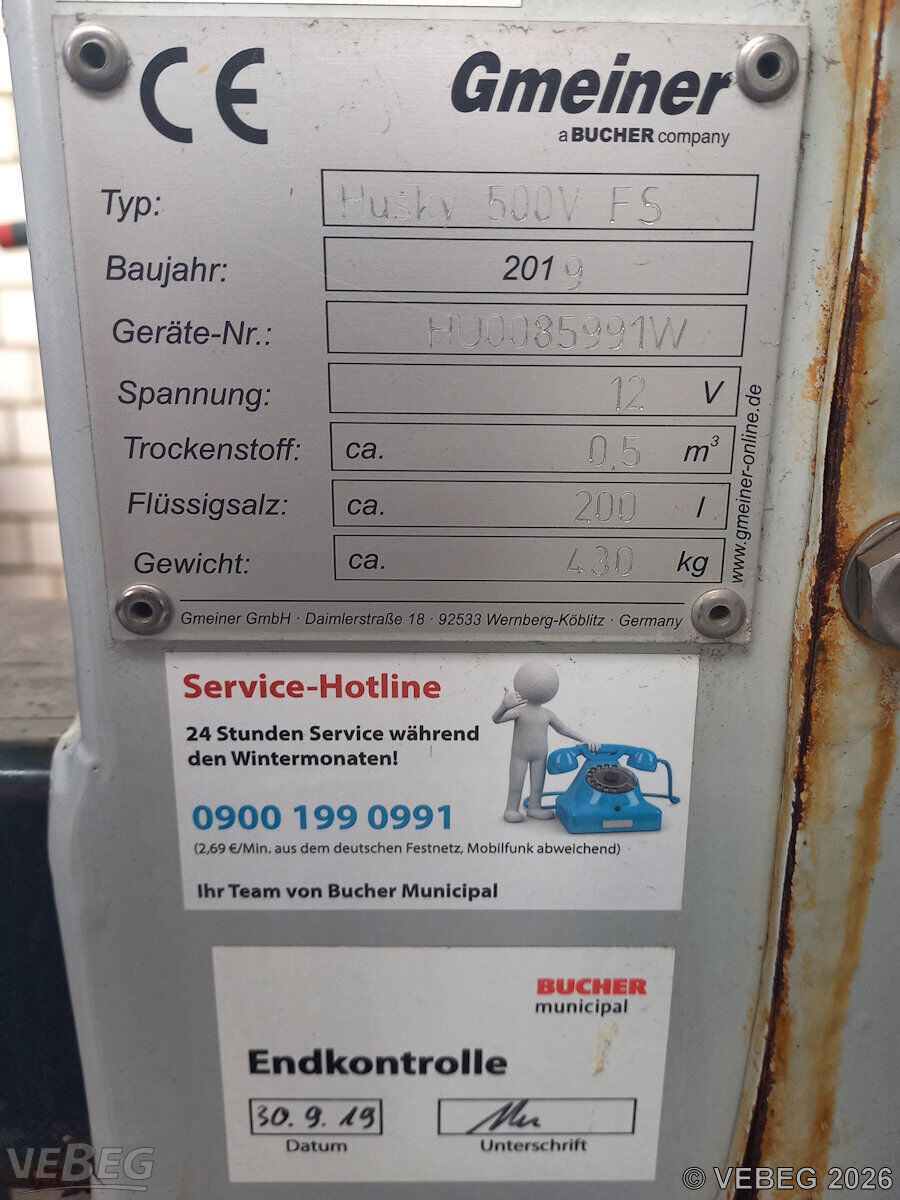 CE
Gmeiner
a BUCHER company
Typ: Husky 500V FS
Baujahr: 2019
Geräte-Nr.: HU0085991W
Spannung: 12 V
Trockenstoff: ca. 0,5 m³
Flüssigsalz: ca. 200 l
Gewicht: ca. 430 kg
www.gmeiner-online.de
Gmeiner GmbH · Daimlerstraße 18 · 92533 Wernberg-Köblitz · Germany
Service-Hotline
24 Stunden Service während
den Wintermonaten!
0900 199 0991
(2,69 €/Min. aus dem deutschen Festnetz, Mobilfunk abweichend)
Ihr Team von Bucher Municipal
BUCHER
municipal
Endkontrolle
30.9.19
Datum Unterschrift
VEBEG
© VEBEG 2026